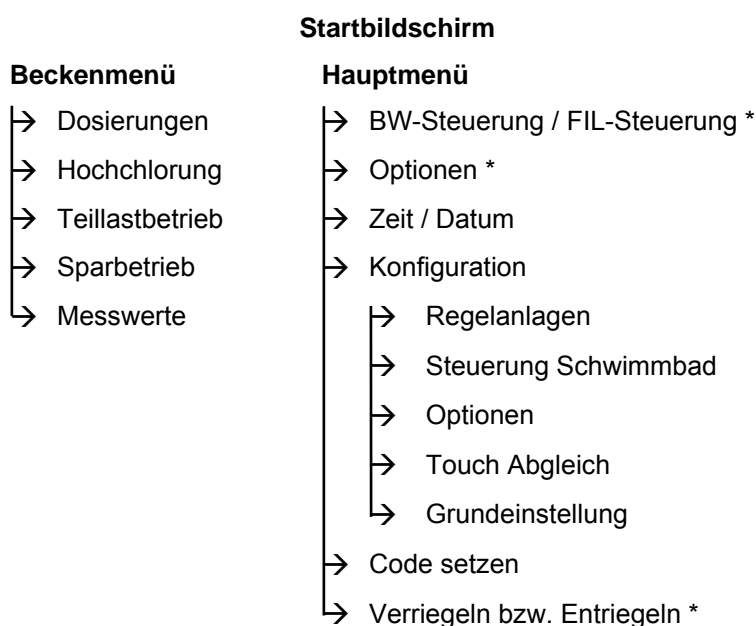 Startbildschirm
Beckenmenü
Dosierungen
Hochchlorung
Teillastbetrieb
Sparbetrieb
Messwerte
Hauptmenü
BW-Steuerung / FIL-Steuerung *
Optionen *
Zeit / Datum
Konfiguration
Regelanlagen
Steuerung Schwimmbad
Optionen
Touch Abgleich
Grundeinstellung
Code setzen
Verriegeln bzw. Entriegeln *